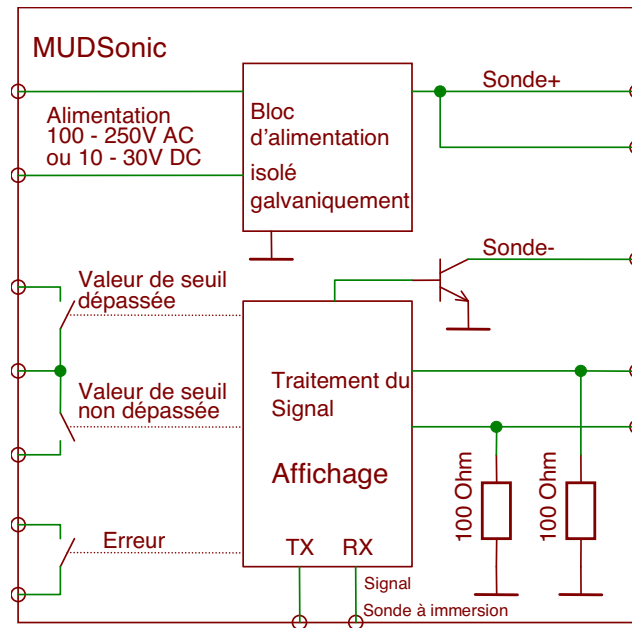 MUDSonic
Alimentation
100 - 250V AC
ou 10 - 30V DC
Bloc
d'alimentation
isolé
galvaniquement
Sonde+
Sonde-
Valeur de seuil
dépassée
Valeur de seuil
non dépassée
Erreur
Traitement du
Signal
Affichage
TX RX
100 Ohm
100 Ohm
Signal
Sonde à immersion